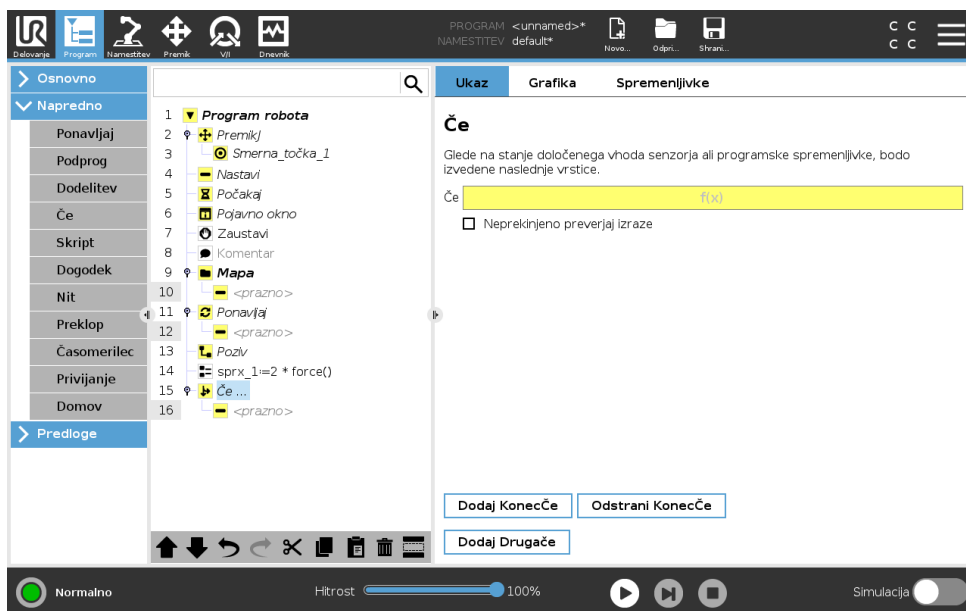 UR
PROGRAM <unnamed>*
NAMESTITEV default*
C C
C C
Delovanje Program Namestitev Premik V/I Dnevnik
Novo... Odpri... Shrani...
Osnovno
Napredno
Ponavljaj
Podprog
Dodelitev
Če
Skript
Dogodek
Nit
Preklop
Časomerilec
Privijanje
Domov
Predloge
1 Program robota
2 PremikJ
3 Smerna_točka_1
4 Nastavi
5 Počakaj
6 Pojavno okno
7 Zaustavi
8 Komentar
9 Mapa
10 <prazno>
11 Ponavljaj
12 <prazno>
13 Poziv
14 sprx_1≔2 * force()
15 Če ...
16 <prazno>
Ukaz Grafika Spremenljivke
Če
Glede na stanje določenega vhoda senzorja ali programske spremenljivke, bodo
izvedene naslednje vrstice.
Če f(x)
Neprekinjeno preverjaj izraze
Dodaj KonecČe Odstrani KonecČe
Dodaj Drugače
Normalno
Hitrost 100%
Simulacija